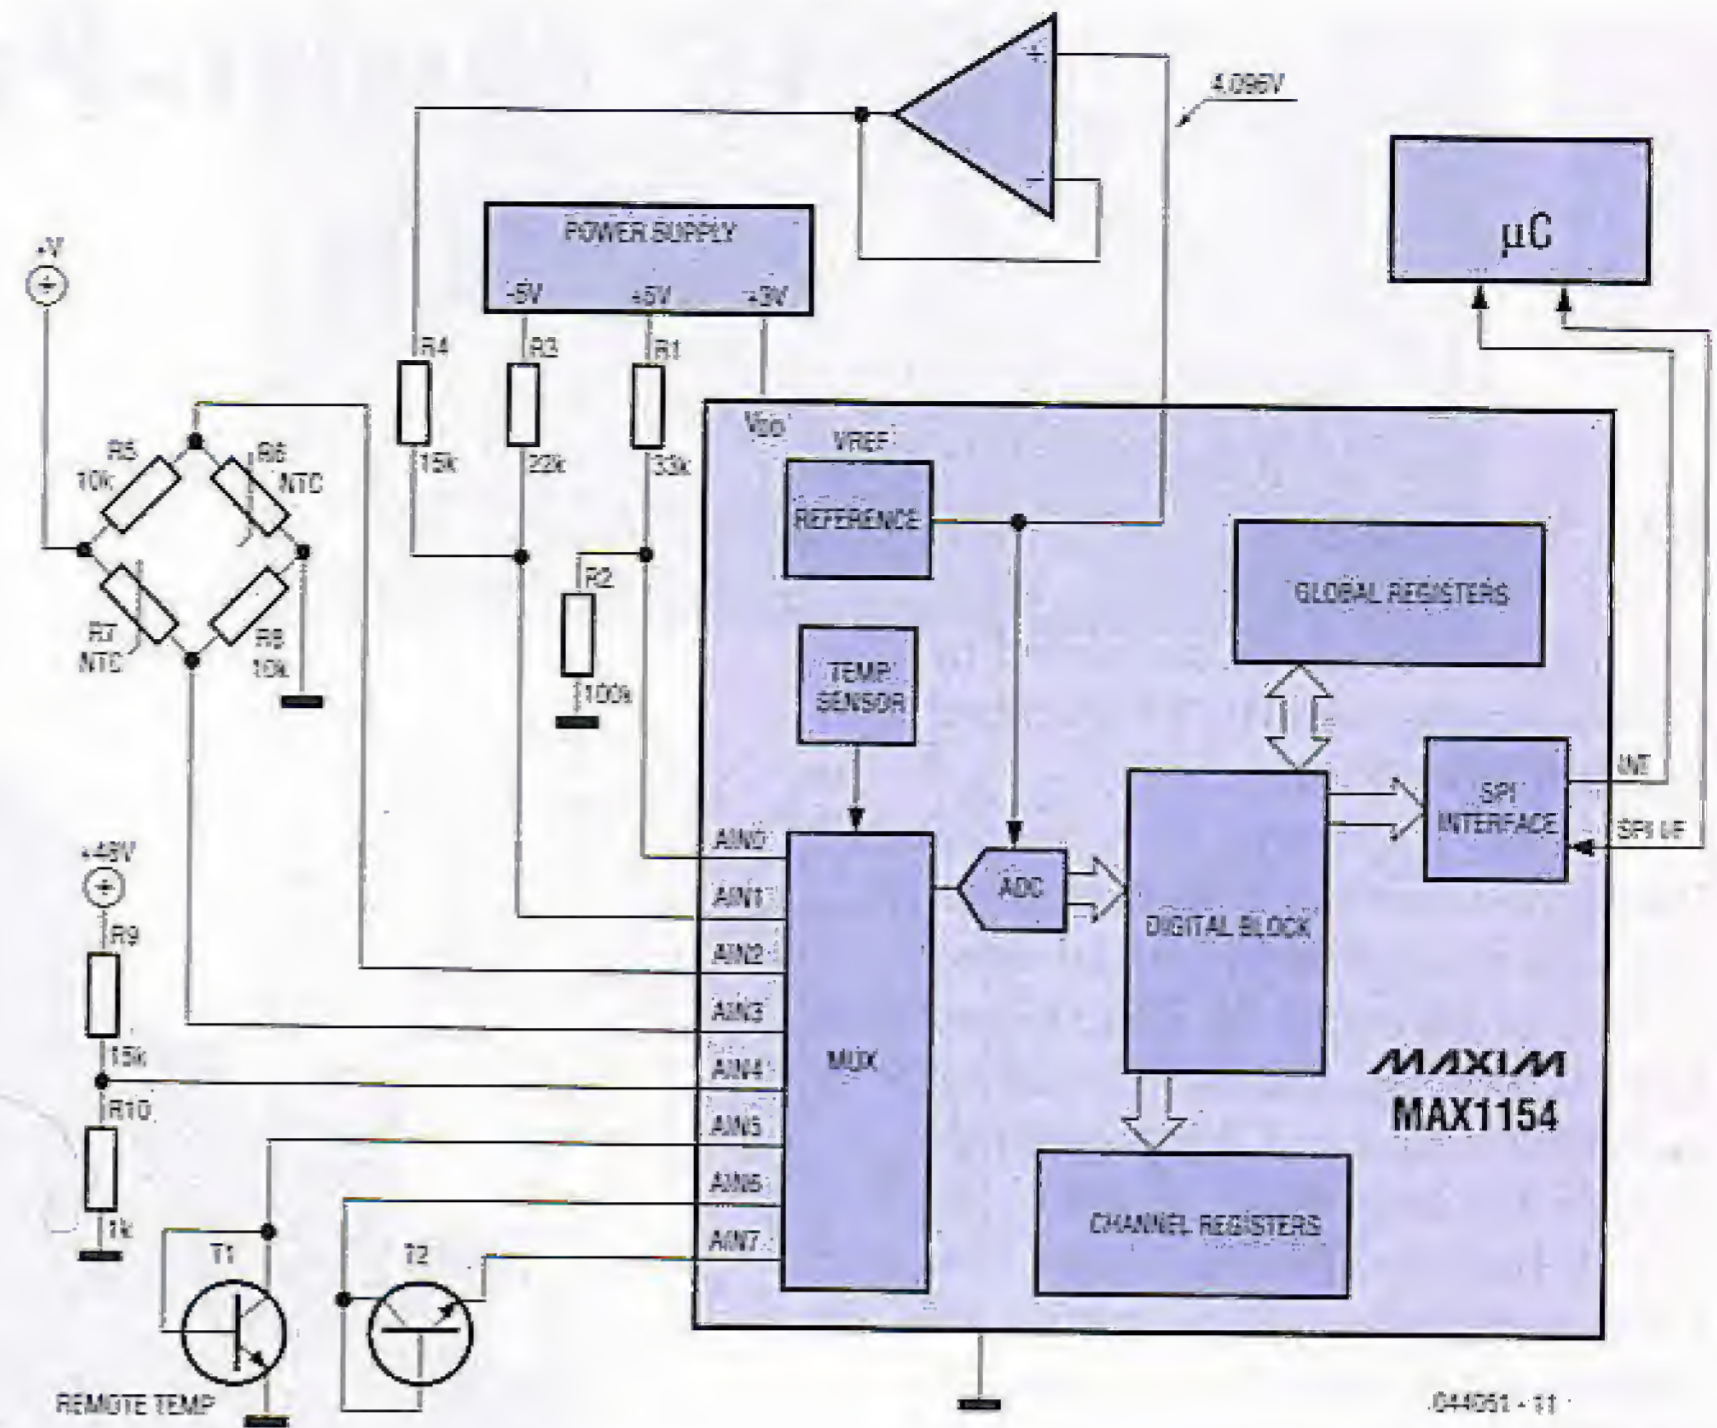 4.096V
µC
POWER SUPPLY
-5V
+5V
+3V
+V
R4
15k
R3
22k
R1
33k
VDD
VREF
REFERENCE
R5
10k
R6
NTC
R7
NTC
R8
10k
R2
100k
GLOBAL REGISTERS
TEMP
SENSOR
INT
SPI
INTERFACE
SPI I/F
+48V
R9
15k
R10
1k
AIN0
AIN1
AIN2
AIN3
AIN4
AIN5
AIN6
AIN7
MUX
ADC
DIGITAL BLOCK
MAXIM
MAX1154
CHANNEL REGISTERS
T1
T2
REMOTE TEMP
044051 - 11